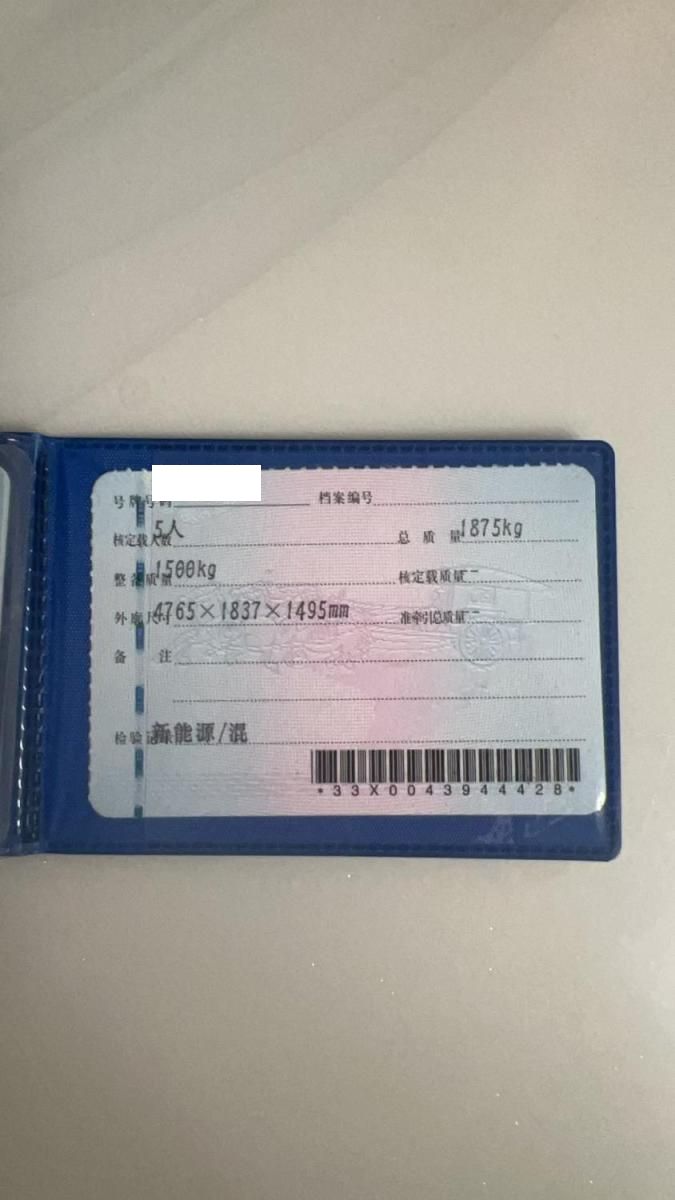 号牌号码 档案编号
核定载人数 5人 总质量 1875kg
整备质量 1500kg 核定载质量 --
外廓尺寸 4765×1837×1495mm 准牵引总质量 --
备注
检验记录 新能源/混
*33X0043944428*